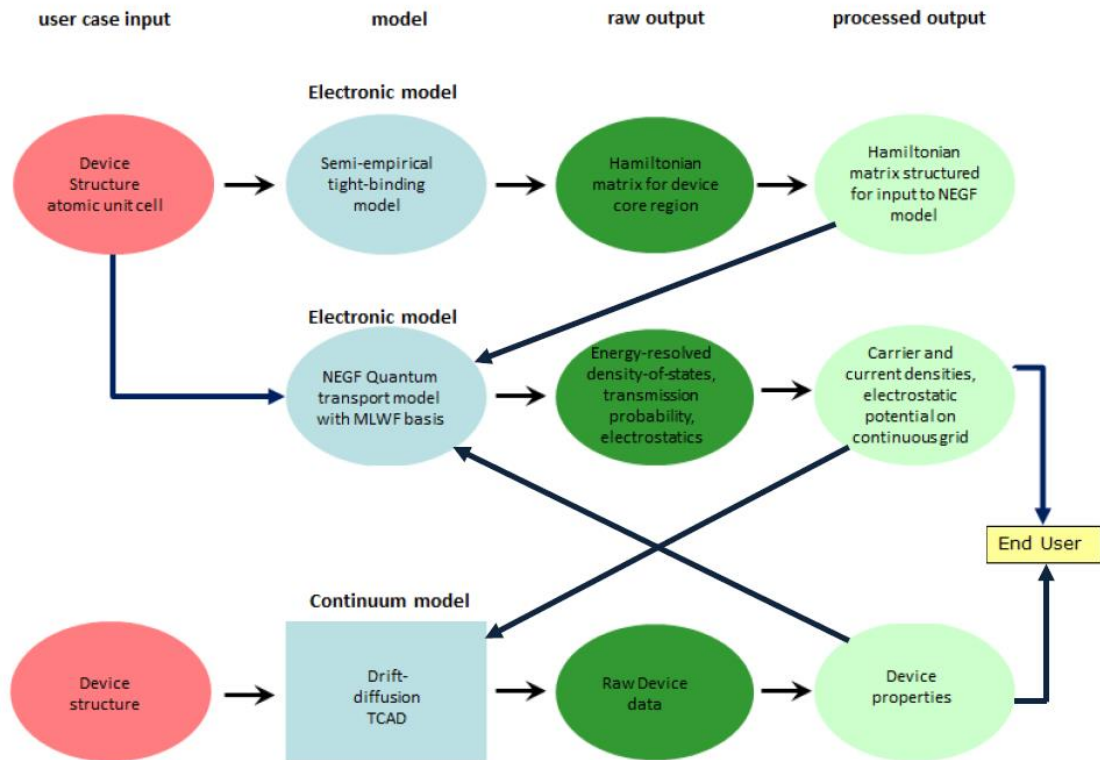 user case input
model
raw output
processed output
Electronic model
Device
Structure
atomic unit cell
Semi-empirical
tight-binding
model
Hamiltonian
matrix for device
core region
Hamiltonian
matrix structured
for input to NEGF
model
Electronic model
NEGF Quantum
transport model
with MLWF basis
Energy-resolved
density-of-states,
transmission
probability,
electrostatics
Carrier and
current densities,
electrostatic
potential on
continuous grid
End User
Continuum model
Device
structure
Drift-
diffusion
TCAD
Raw Device
data
Device
properties